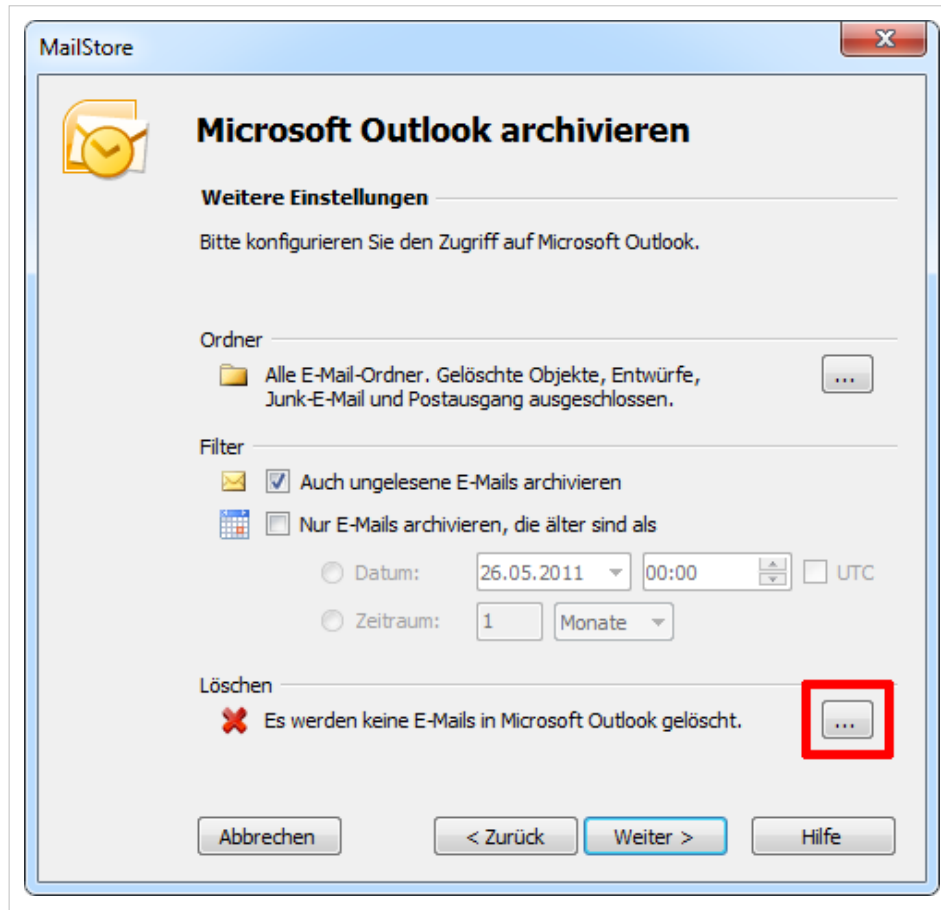 MailStore
Microsoft Outlook archivieren
Weitere Einstellungen
Bitte konfigurieren Sie den Zugriff auf Microsoft Outlook.
Ordner
Alle E-Mail-Ordner. Gelöschte Objekte, Entwürfe,
Junk-E-Mail und Postausgang ausgeschlossen.
...
Filter
Auch ungelesene E-Mails archivieren
Nur E-Mails archivieren, die älter sind als
Datum: 26.05.2011 00:00 UTC
Zeitraum: 1 Monate
Löschen
Es werden keine E-Mails in Microsoft Outlook gelöscht. ...
Abbrechen < Zurück Weiter > Hilfe